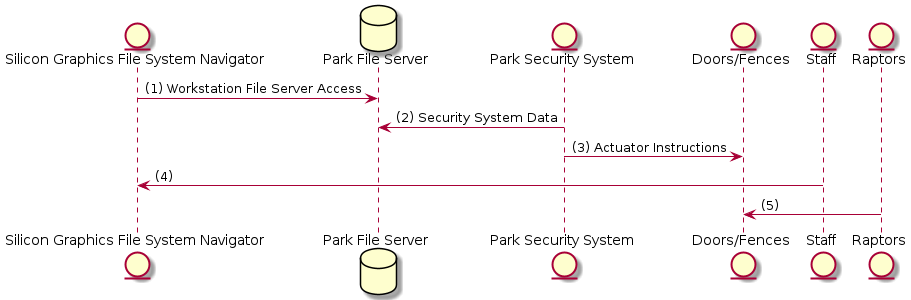 Silicon Graphics File System Navigator
Park File Server
Park Security System
Doors/Fences
Staff
Raptors
(1) Workstation File Server Access
(2) Security System Data
(3) Actuator Instructions
(4)
(5)
Silicon Graphics File System Navigator
Park File Server
Park Security System
Doors/Fences
Staff
Raptors